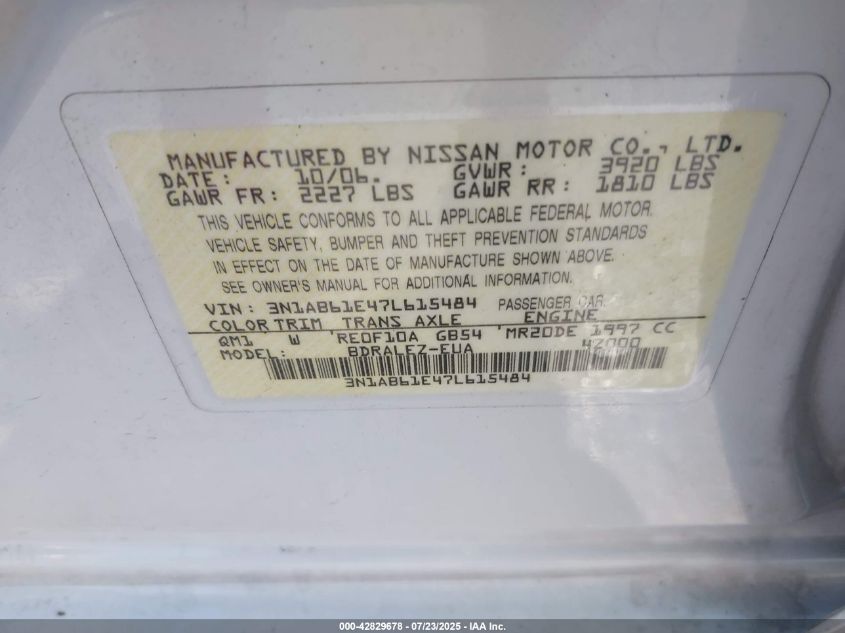 MANUFACTURED BY NISSAN MOTOR CO., LTD.
DATE: 10/06. GVWR: 3920 LBS
GAWR FR: 2227 LBS GAWR RR: 1810 LBS
THIS VEHICLE CONFORMS TO ALL APPLICABLE FEDERAL MOTOR
VEHICLE SAFETY, BUMPER AND THEFT PREVENTION STANDARDS
IN EFFECT ON THE DATE OF MANUFACTURE SHOWN ABOVE.
SEE OWNER'S MANUAL FOR ADDITIONAL INFORMATION.
VIN: 3N1AB61E47L615484 PASSENGER CAR
COLOR TRIM TRANS AXLE ENGINE
QM1 W RE0F10A GB54 MR20DE 1997 CC
MODEL: BDRALEZ-EUA 4Z000
3N1AB61E47L615484
000-42829678 - 07/23/2025 - IAA Inc.